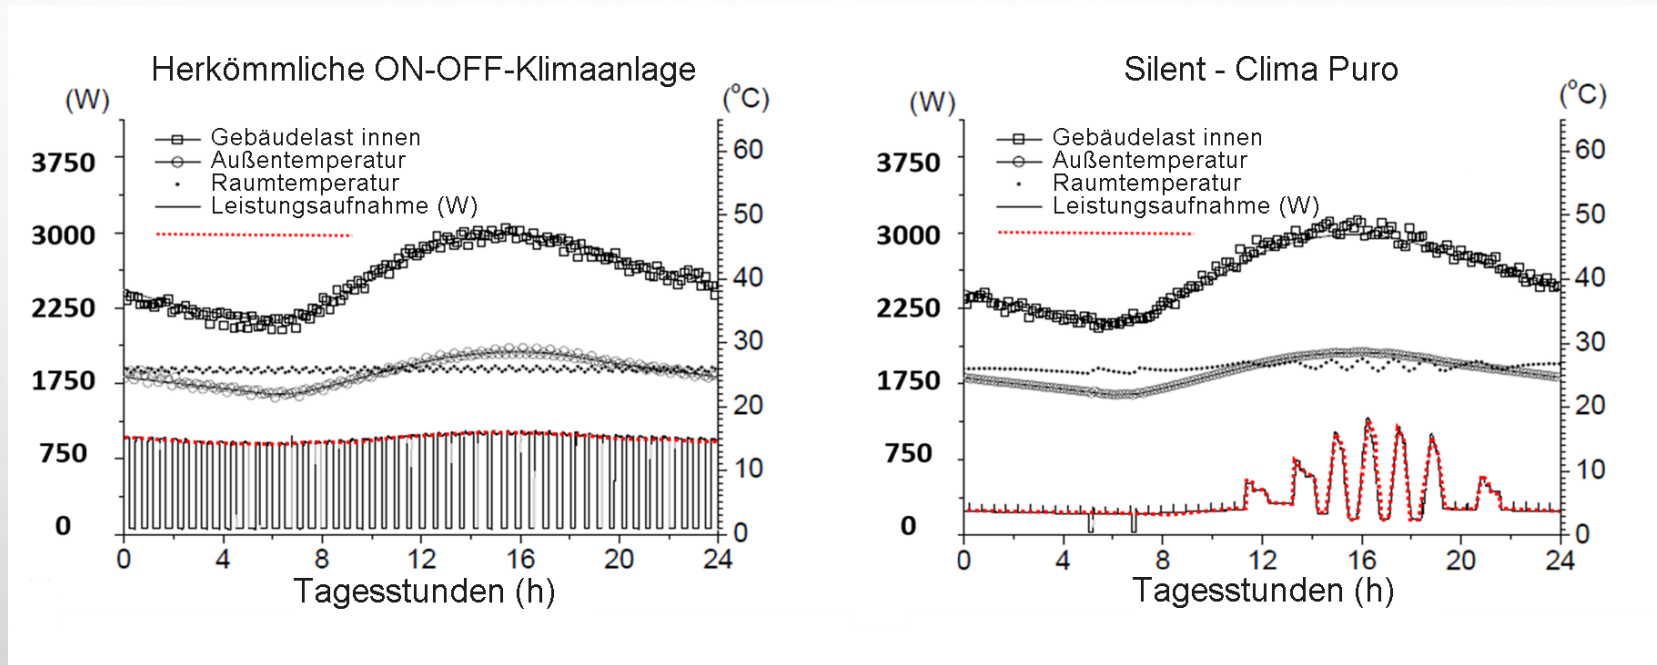 Herkömmliche ON-OFF-Klimaanlage
(W)
(°C)
Gebäudelast innen
Außentemperatur
Raumtemperatur
Leistungsaufnahme (W)
3750
3000
2250
1750
750
0
60
50
40
30
20
10
0
0 4 8 12 16 20 24
Tagesstunden (h)
Silent - Clima Puro
(W)
(°C)
Gebäudelast innen
Außentemperatur
Raumtemperatur
Leistungsaufnahme (W)
3750
3000
2250
1750
750
0
60
50
40
30
20
10
0
0 4 8 12 16 20 24
Tagesstunden (h)